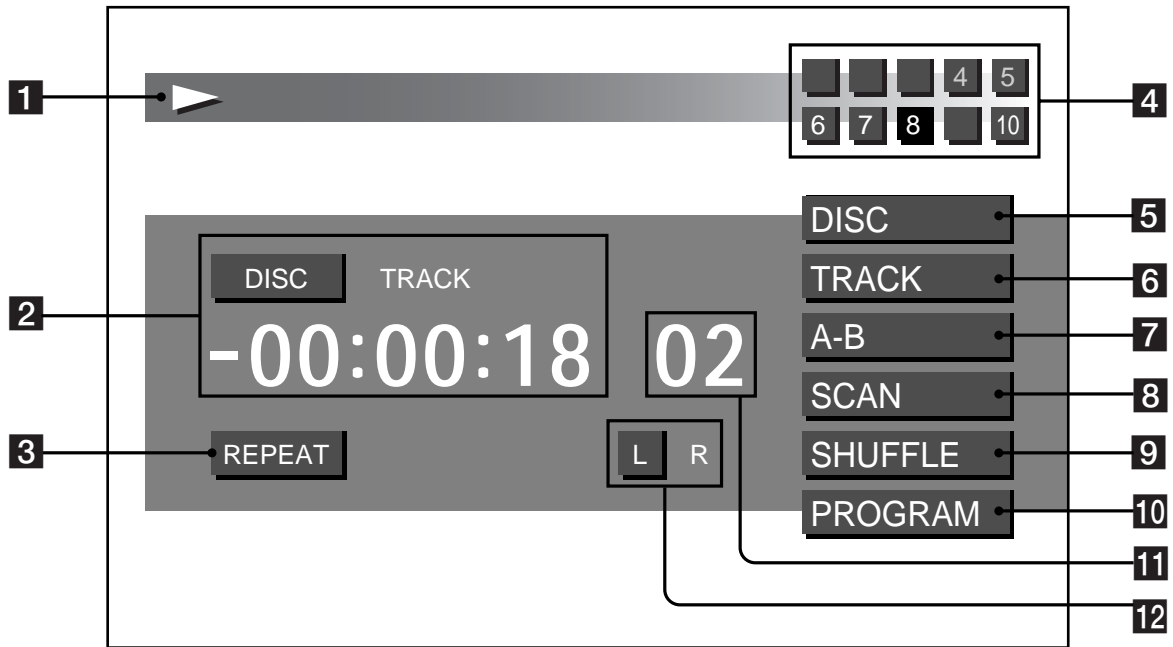 1
4 5
4
6 7 8 10
DISC
5
DISC TRACK
TRACK
6
2
-00:00:18
02
A-B
7
SCAN
8
3
REPEAT
L R
SHUFFLE
9
PROGRAM
10
11
12